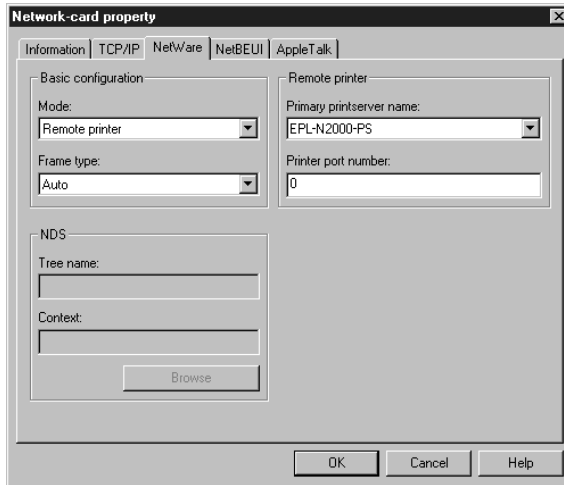 Network-card property
Information TCP/IP NetWare NetBEUI AppleTalk
Basic configuration
Mode:
Remote printer
Frame type:
Auto
Remote printer
Primary printserver name:
EPL-N2000-PS
Printer port number:
0
NDS
Tree name:
Context:
Browse
OK Cancel Help